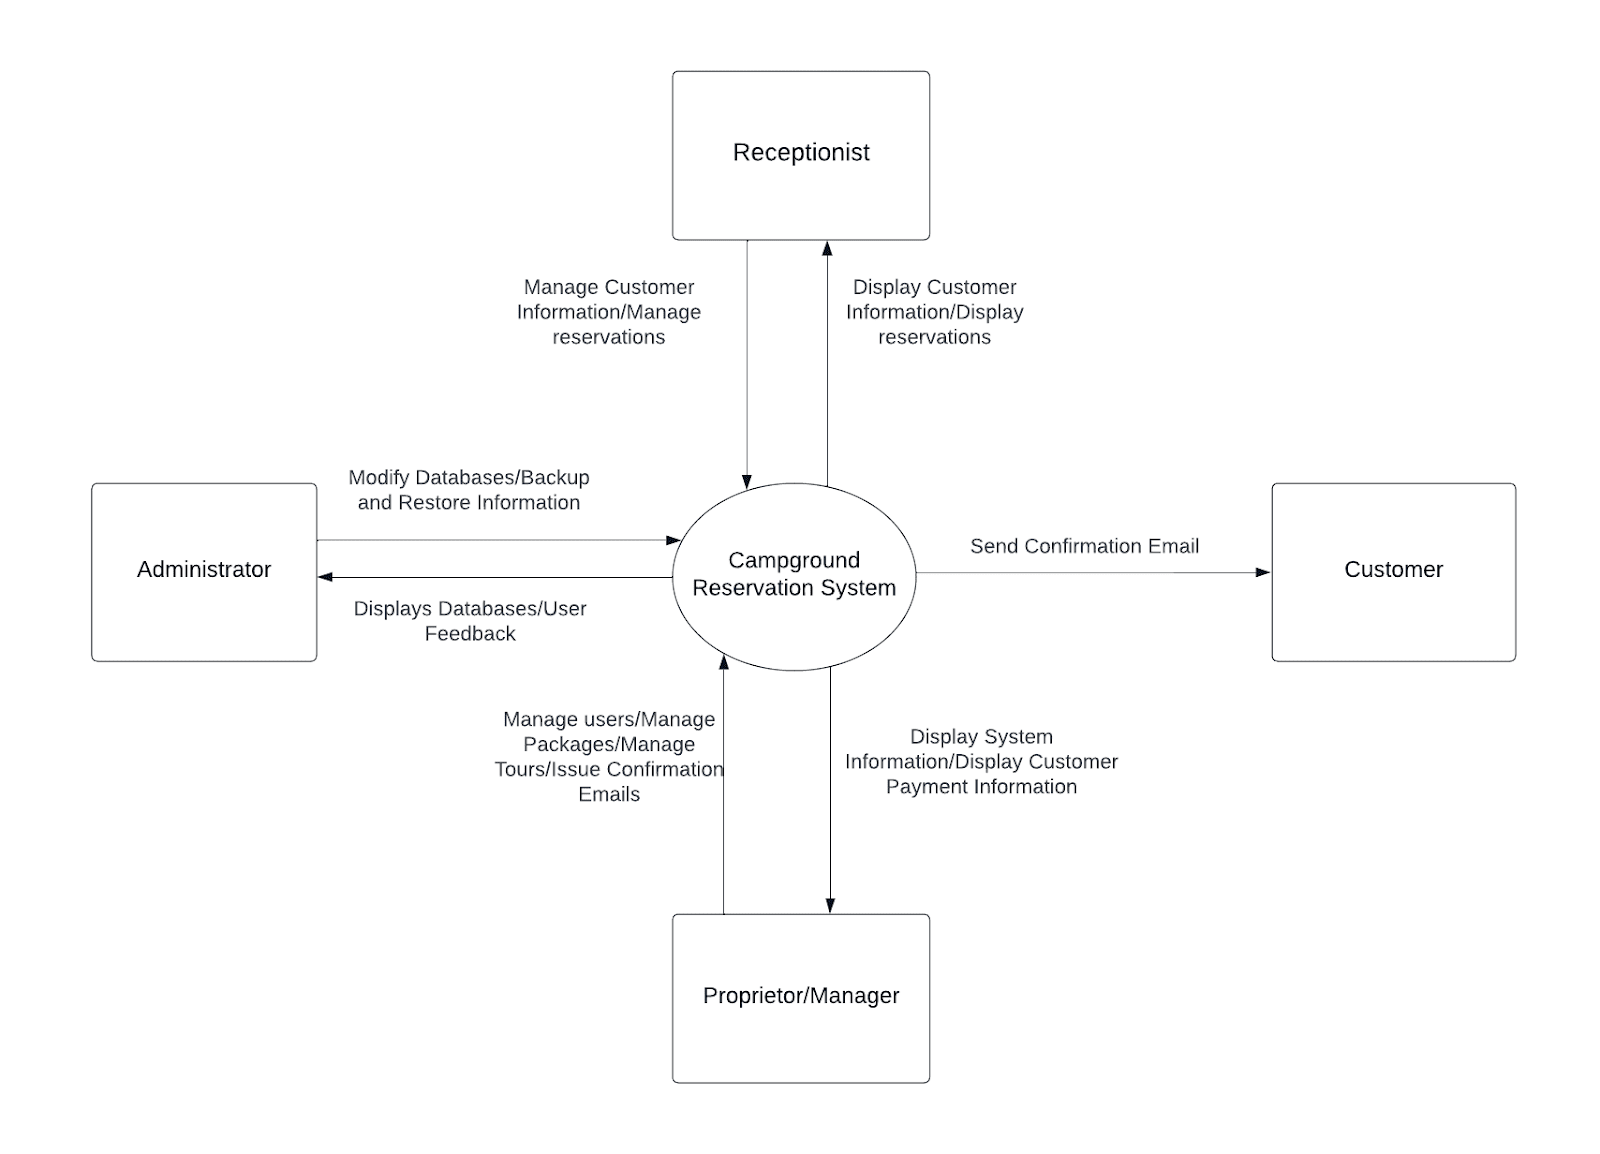 Receptionist
Manage Customer
Information/Manage
reservations
Display Customer
Information/Display
reservations
Modify Databases/Backup
and Restore Information
Administrator
Displays Databases/User
Feedback
Campground
Reservation System
Send Confirmation Email
Customer
Manage users/Manage
Packages/Manage
Tours/Issue Confirmation
Emails
Display System
Information/Display Customer
Payment Information
Proprietor/Manager